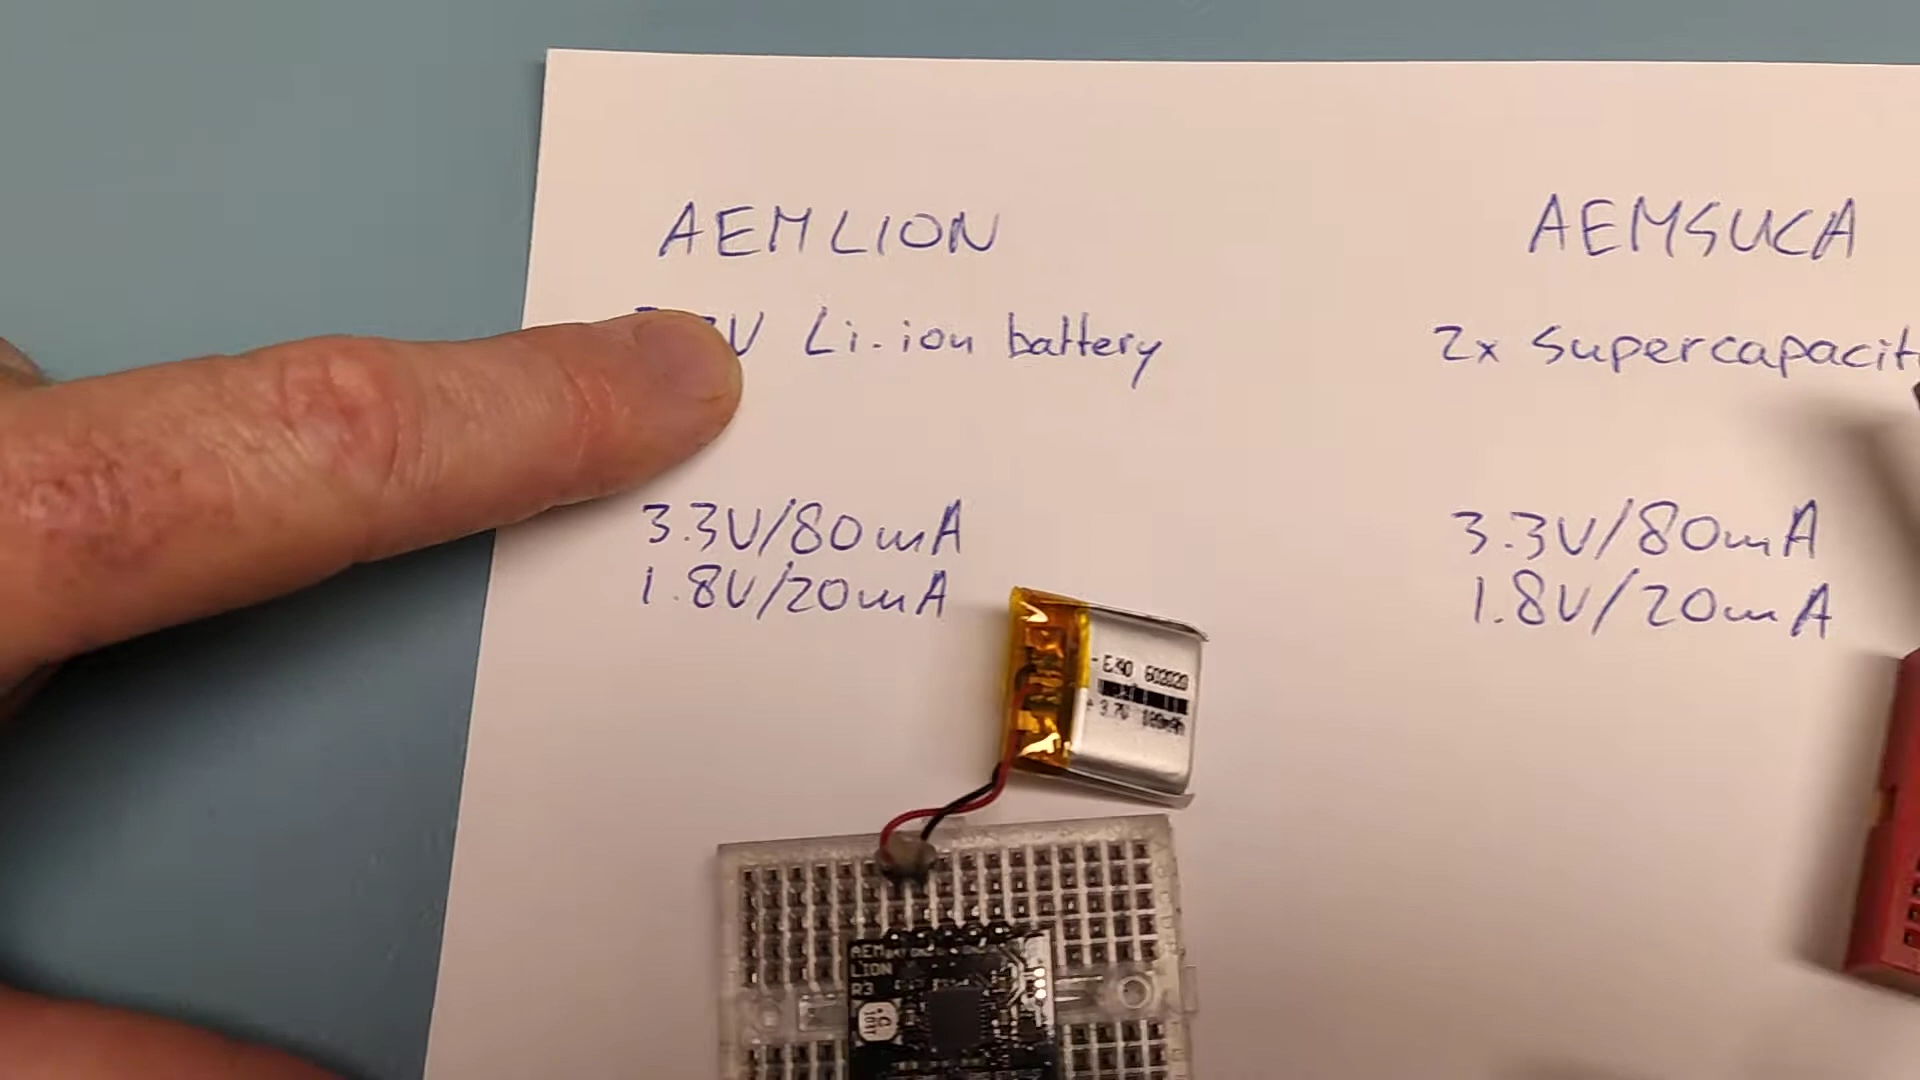 AEMLION
V Li-ion battery
3.3V/80mA
1.8V/20mA
AEMSUCA
2x Supercapacit
3.3V/80mA
1.8V/20mA
602020
3.7V
AEM
LION
R3